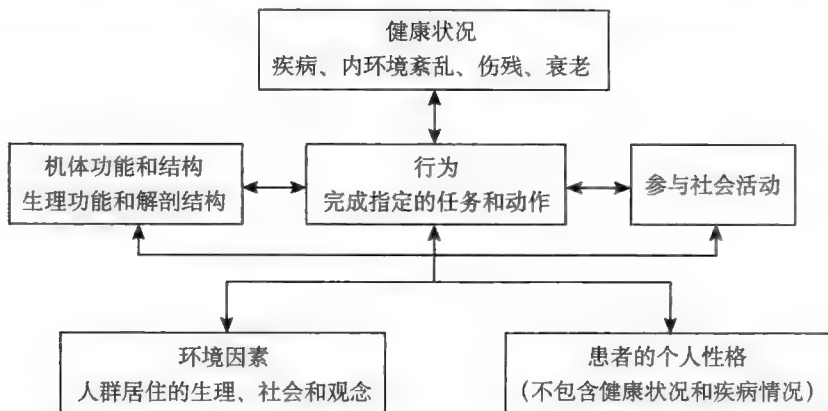 健康状况
疾病、内环境紊乱、伤残、衰老
机体功能和结构
生理功能和解剖结构
行为
完成指定的任务和动作
参与社会活动
环境因素
人群居住的生理、社会和观念
患者的个人性格
（不包含健康状况和疾病情况）